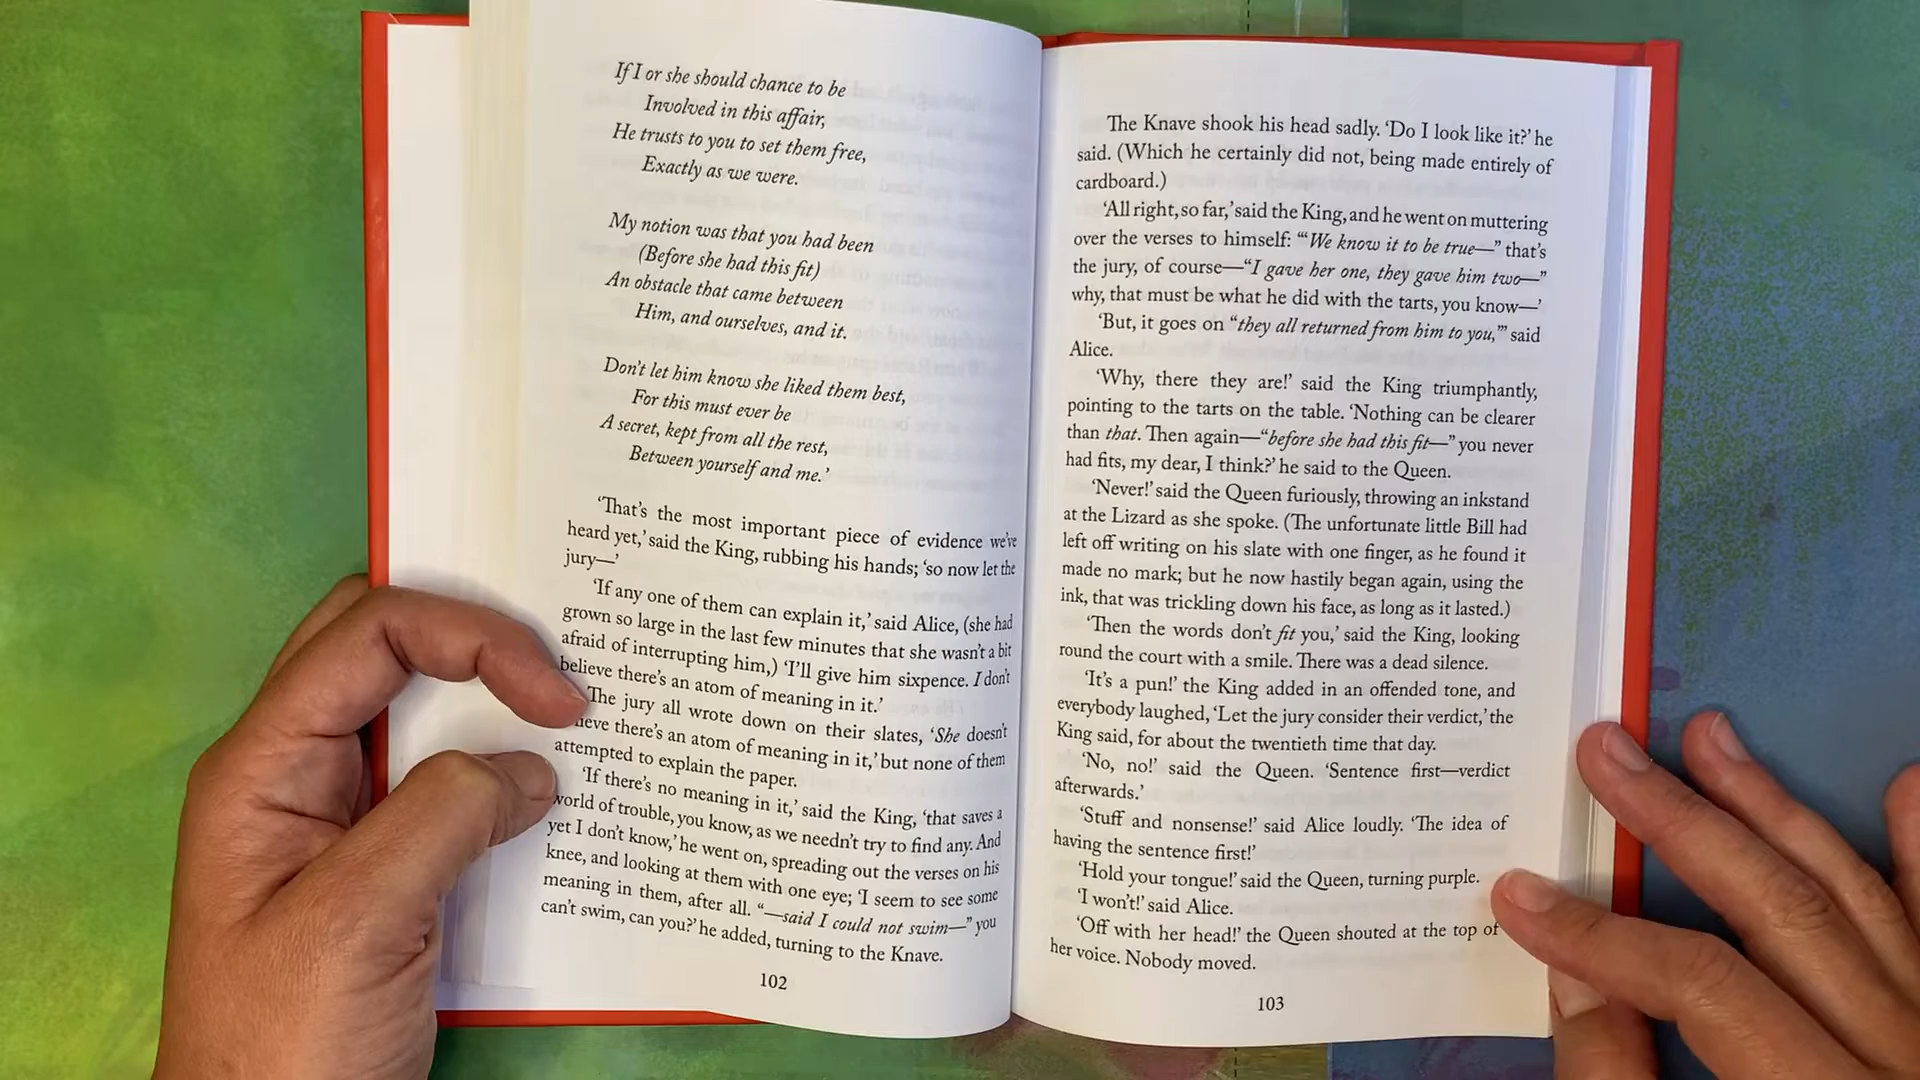 If I or she should chance to be
Involved in this affair,
He trusts to you to set them free,
Exactly as we were.
My notion was that you had been
(Before she had this fit)
An obstacle that came between
Him, and ourselves, and it.
Don't let him know she liked them best,
For this must ever be
A secret, kept from all the rest,
Between yourself and me.'
'That's the most important piece of evidence we've
heard yet,' said the King, rubbing his hands; 'so now let the
jury—'
'If any one of them can explain it,' said Alice, (she had
grown so large in the last few minutes that she wasn't a bit
afraid of interrupting him,) 'I'll give him sixpence. I don't
believe there's an atom of meaning in it.'
The jury all wrote down on their slates, 'She doesn't
ieve there's an atom of meaning in it,' but none of them
attempted to explain the paper.
'If there's no meaning in it,' said the King, 'that saves a
world of trouble, you know, as we needn't try to find any. And
yet I don't know,' he went on, spreading out the verses on his
knee, and looking at them with one eye; 'I seem to see some
meaning in them, after all. "—said I could not swim—" you
can't swim, can you?' he added, turning to the Knave.
102
The Knave shook his head sadly. 'Do I look like it?' he
said. (Which he certainly did not, being made entirely of
cardboard.)
'All right, so far,' said the King, and he went on muttering
over the verses to himself: '"We know it to be true—" that's
the jury, of course—"I gave her one, they gave him two—"
why, that must be what he did with the tarts, you know—'
'But, it goes on "they all returned from him to you,"' said
Alice.
'Why, there they are!' said the King triumphantly,
pointing to the tarts on the table. 'Nothing can be clearer
than that. Then again—"before she had this fit—" you never
had fits, my dear, I think?' he said to the Queen.
'Never!' said the Queen furiously, throwing an inkstand
at the Lizard as she spoke. (The unfortunate little Bill had
left off writing on his slate with one finger, as he found it
made no mark; but he now hastily began again, using the
ink, that was trickling down his face, as long as it lasted.)
'Then the words don't fit you,' said the King, looking
round the court with a smile. There was a dead silence.
'It's a pun!' the King added in an offended tone, and
everybody laughed, 'Let the jury consider their verdict,' the
King said, for about the twentieth time that day.
'No, no!' said the Queen. 'Sentence first—verdict
afterwards.'
'Stuff and nonsense!' said Alice loudly. 'The idea of
having the sentence first!'
'Hold your tongue!' said the Queen, turning purple.
'I won't!' said Alice.
'Off with her head!' the Queen shouted at the top of
her voice. Nobody moved.
103